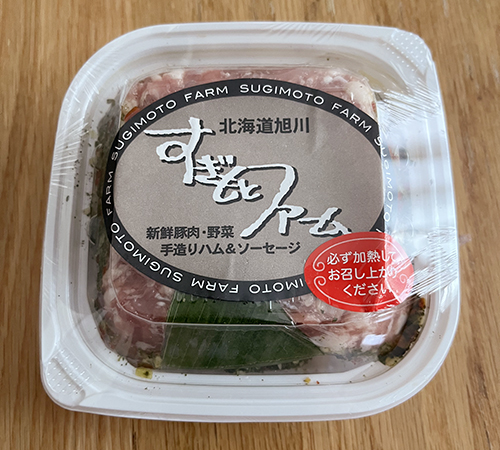 SUGIMOTO FARM SUGIMOTO FARM
北海道旭川
すぎもとファーム
新鮮豚肉・野菜
手造りハム&ソーセージ
必ず加熱して
お召し上がり
ください
SUGIMOTO FARM
IMOTO FARM